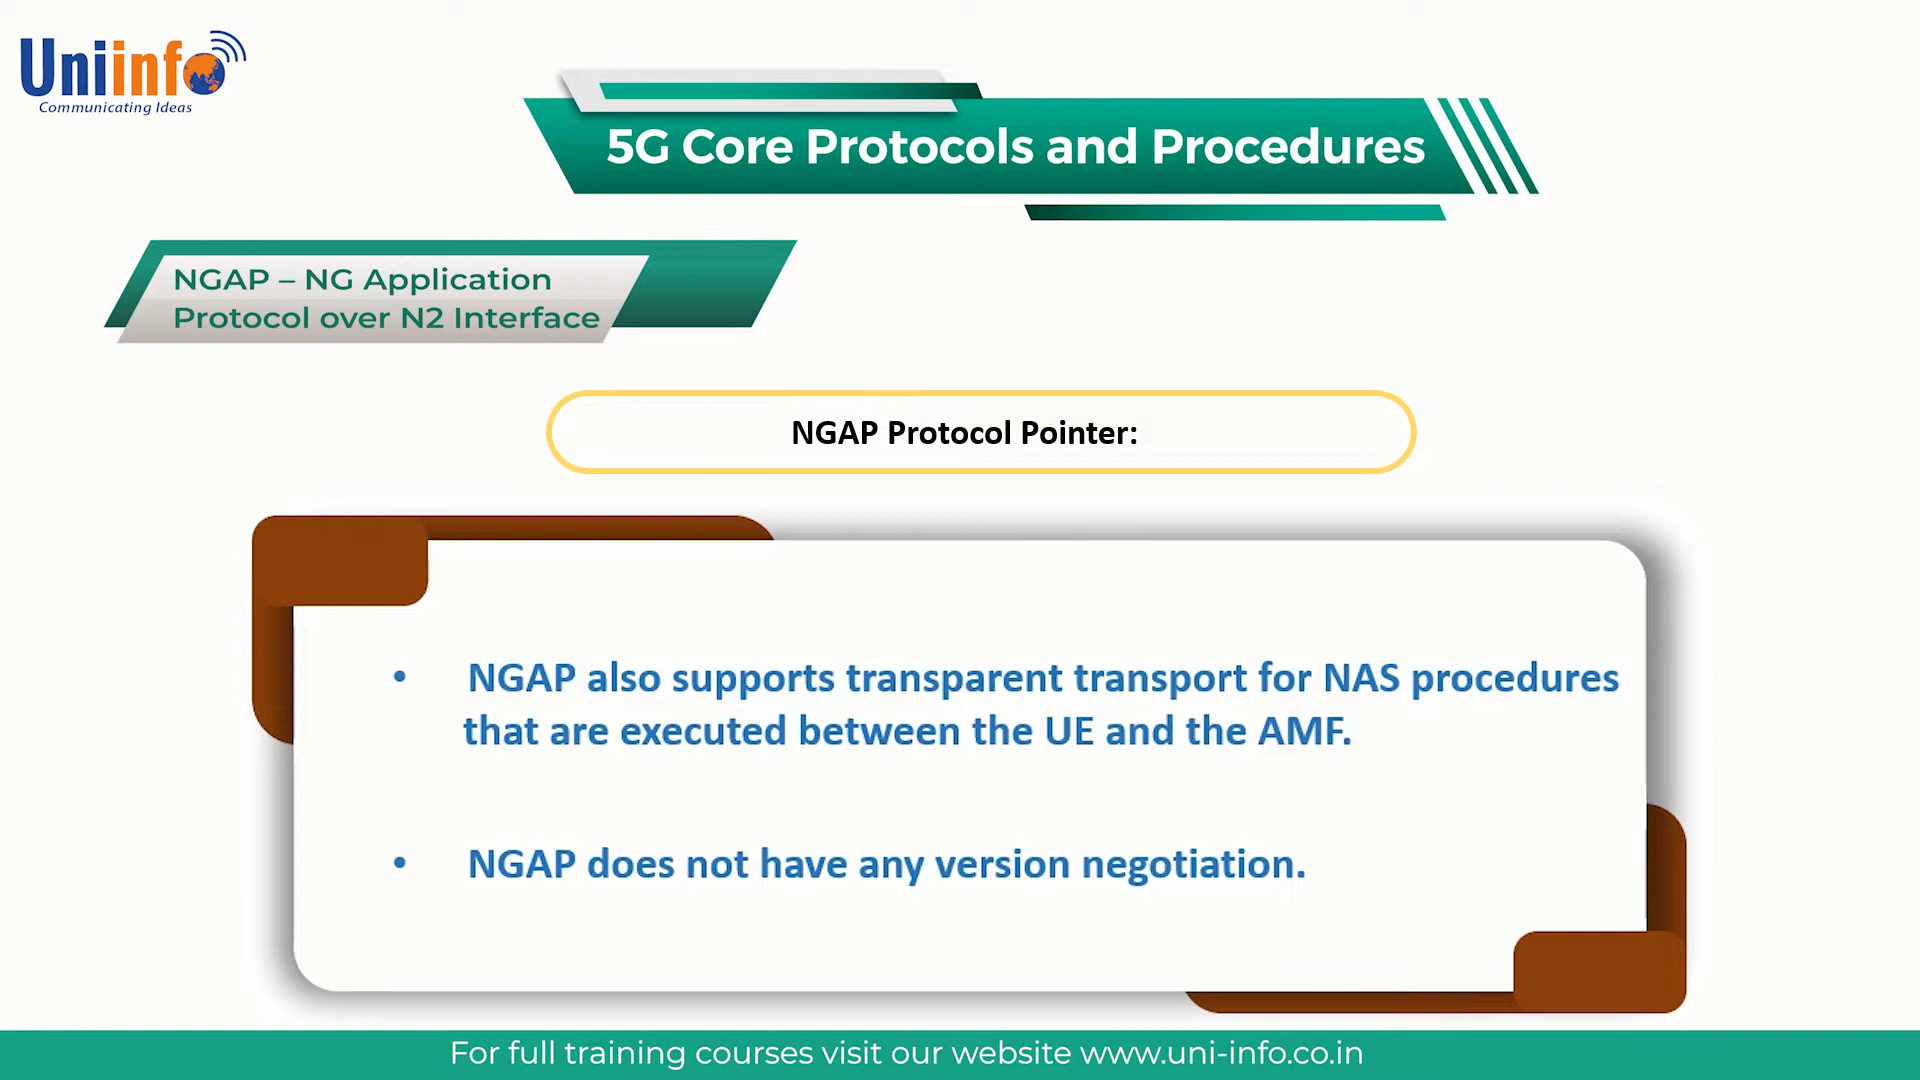 Uniinfo
Communicating Ideas
5G Core Protocols and Procedures
NGAP – NG Application
Protocol over N2 Interface
NGAP Protocol Pointer:
• NGAP also supports transparent transport for NAS procedures
that are executed between the UE and the AMF.
• NGAP does not have any version negotiation.
For full training courses visit our website www.uni-info.co.in